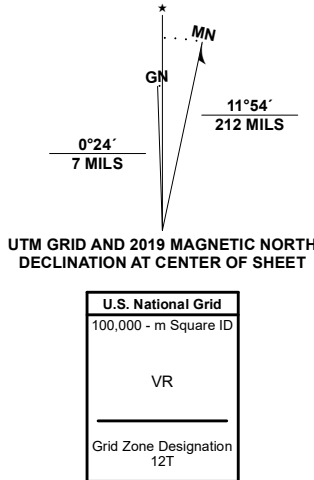 ★
MN
GN
11°54´
212 MILS
0°24´
7 MILS
UTM GRID AND 2019 MAGNETIC NORTH
DECLINATION AT CENTER OF SHEET
U.S. National Grid
100,000 - m Square ID
VR
Grid Zone Designation
12T